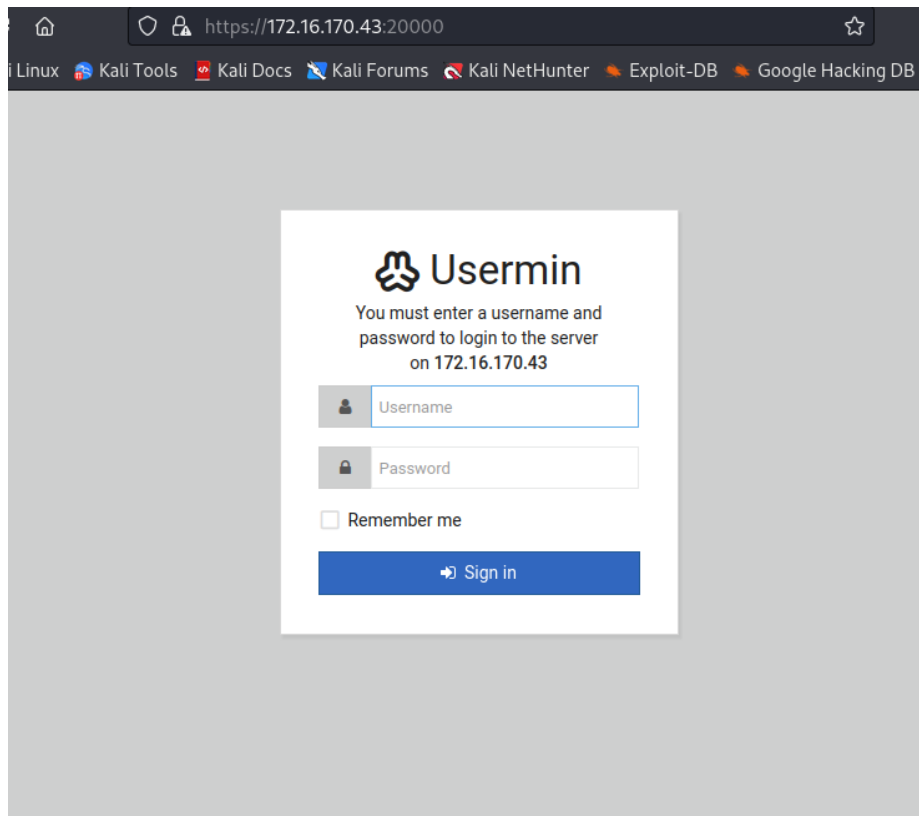 https://172.16.170.43:20000
i Linux Kali Tools Kali Docs Kali Forums Kali NetHunter Exploit-DB Google Hacking DB
Usermin
You must enter a username and
password to login to the server
on 172.16.170.43
Username
Password
Remember me
Sign in